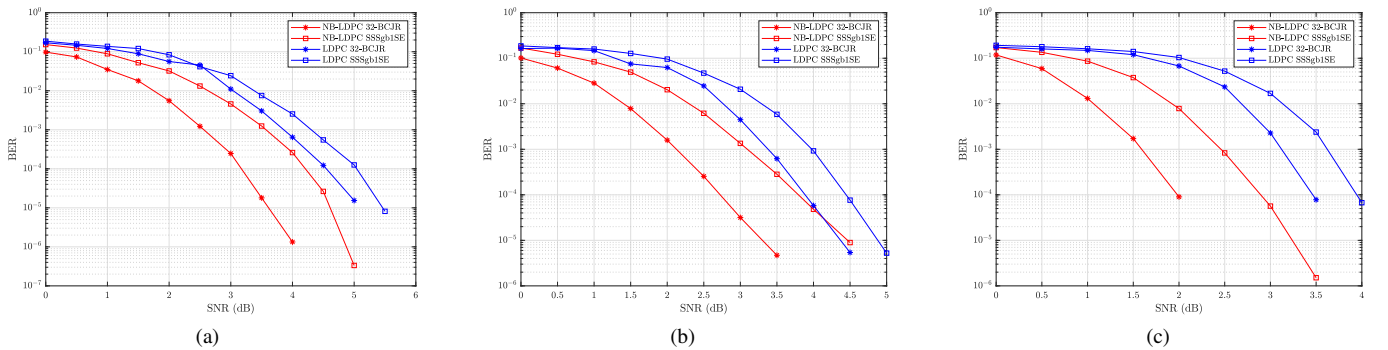 10^0
10^-1
10^-2
10^-3
10^-4
10^-5
10^-6
10^-7
BER
0 1 2 3 4 5 6
SNR (dB)
NB-LDPC 32-BCJR
NB-LDPC SSSgb1SE
LDPC 32-BCJR
LDPC SSSgb1SE
(a)
10^0
10^-1
10^-2
10^-3
10^-4
10^-5
10^-6
BER
0 0.5 1 1.5 2 2.5 3 3.5 4 4.5 5
SNR (dB)
NB-LDPC 32-BCJR
NB-LDPC SSSgb1SE
LDPC 32-BCJR
LDPC SSSgb1SE
(b)
10^0
10^-1
10^-2
10^-3
10^-4
10^-5
10^-6
BER
0 0.5 1 1.5 2 2.5 3 3.5 4
SNR (dB)
NB-LDPC 32-BCJR
NB-LDPC SSSgb1SE
LDPC 32-BCJR
LDPC SSSgb1SE
(c)